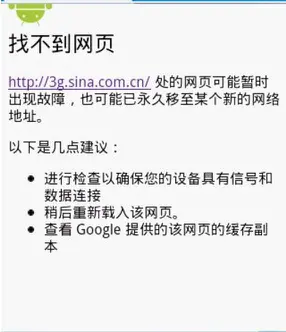 找不到网页
http://3g.sina.com.cn/ 处的网页可能暂时
出现故障，也可能已永久移至某个新的网络
地址。
以下是几点建议：
进行检查以确保您的设备具有信号和
数据连接
稍后重新载入该网页。
查看 Google 提供的该网页的缓存副
本